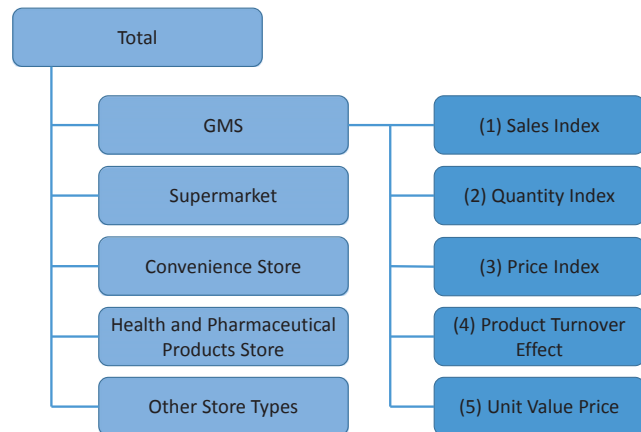 Total
GMS
(1) Sales Index
Supermarket
(2) Quantity Index
Convenience Store
(3) Price Index
Health and Pharmaceutical
Products Store
(4) Product Turnover
Effect
Other Store Types
(5) Unit Value Price